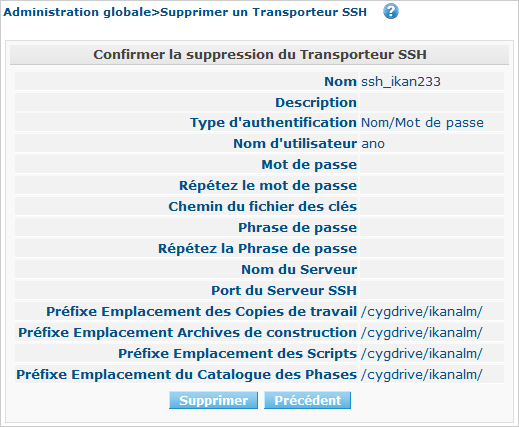 Administration globale>Supprimer un Transporteur SSH ?
Confirmer la suppression du Transporteur SSH
Nom ssh_ikan233
Description
Type d'authentification Nom/Mot de passe
Nom d'utilisateur ano
Mot de passe
Répétez le mot de passe
Chemin du fichier des clés
Phrase de passe
Répétez la Phrase de passe
Nom du Serveur
Port du Serveur SSH
Préfixe Emplacement des Copies de travail /cygdrive/ikanalm/
Préfixe Emplacement Archives de construction /cygdrive/ikanalm/
Préfixe Emplacement des Scripts /cygdrive/ikanalm/
Préfixe Emplacement du Catalogue des Phases /cygdrive/ikanalm/
Supprimer Précédent